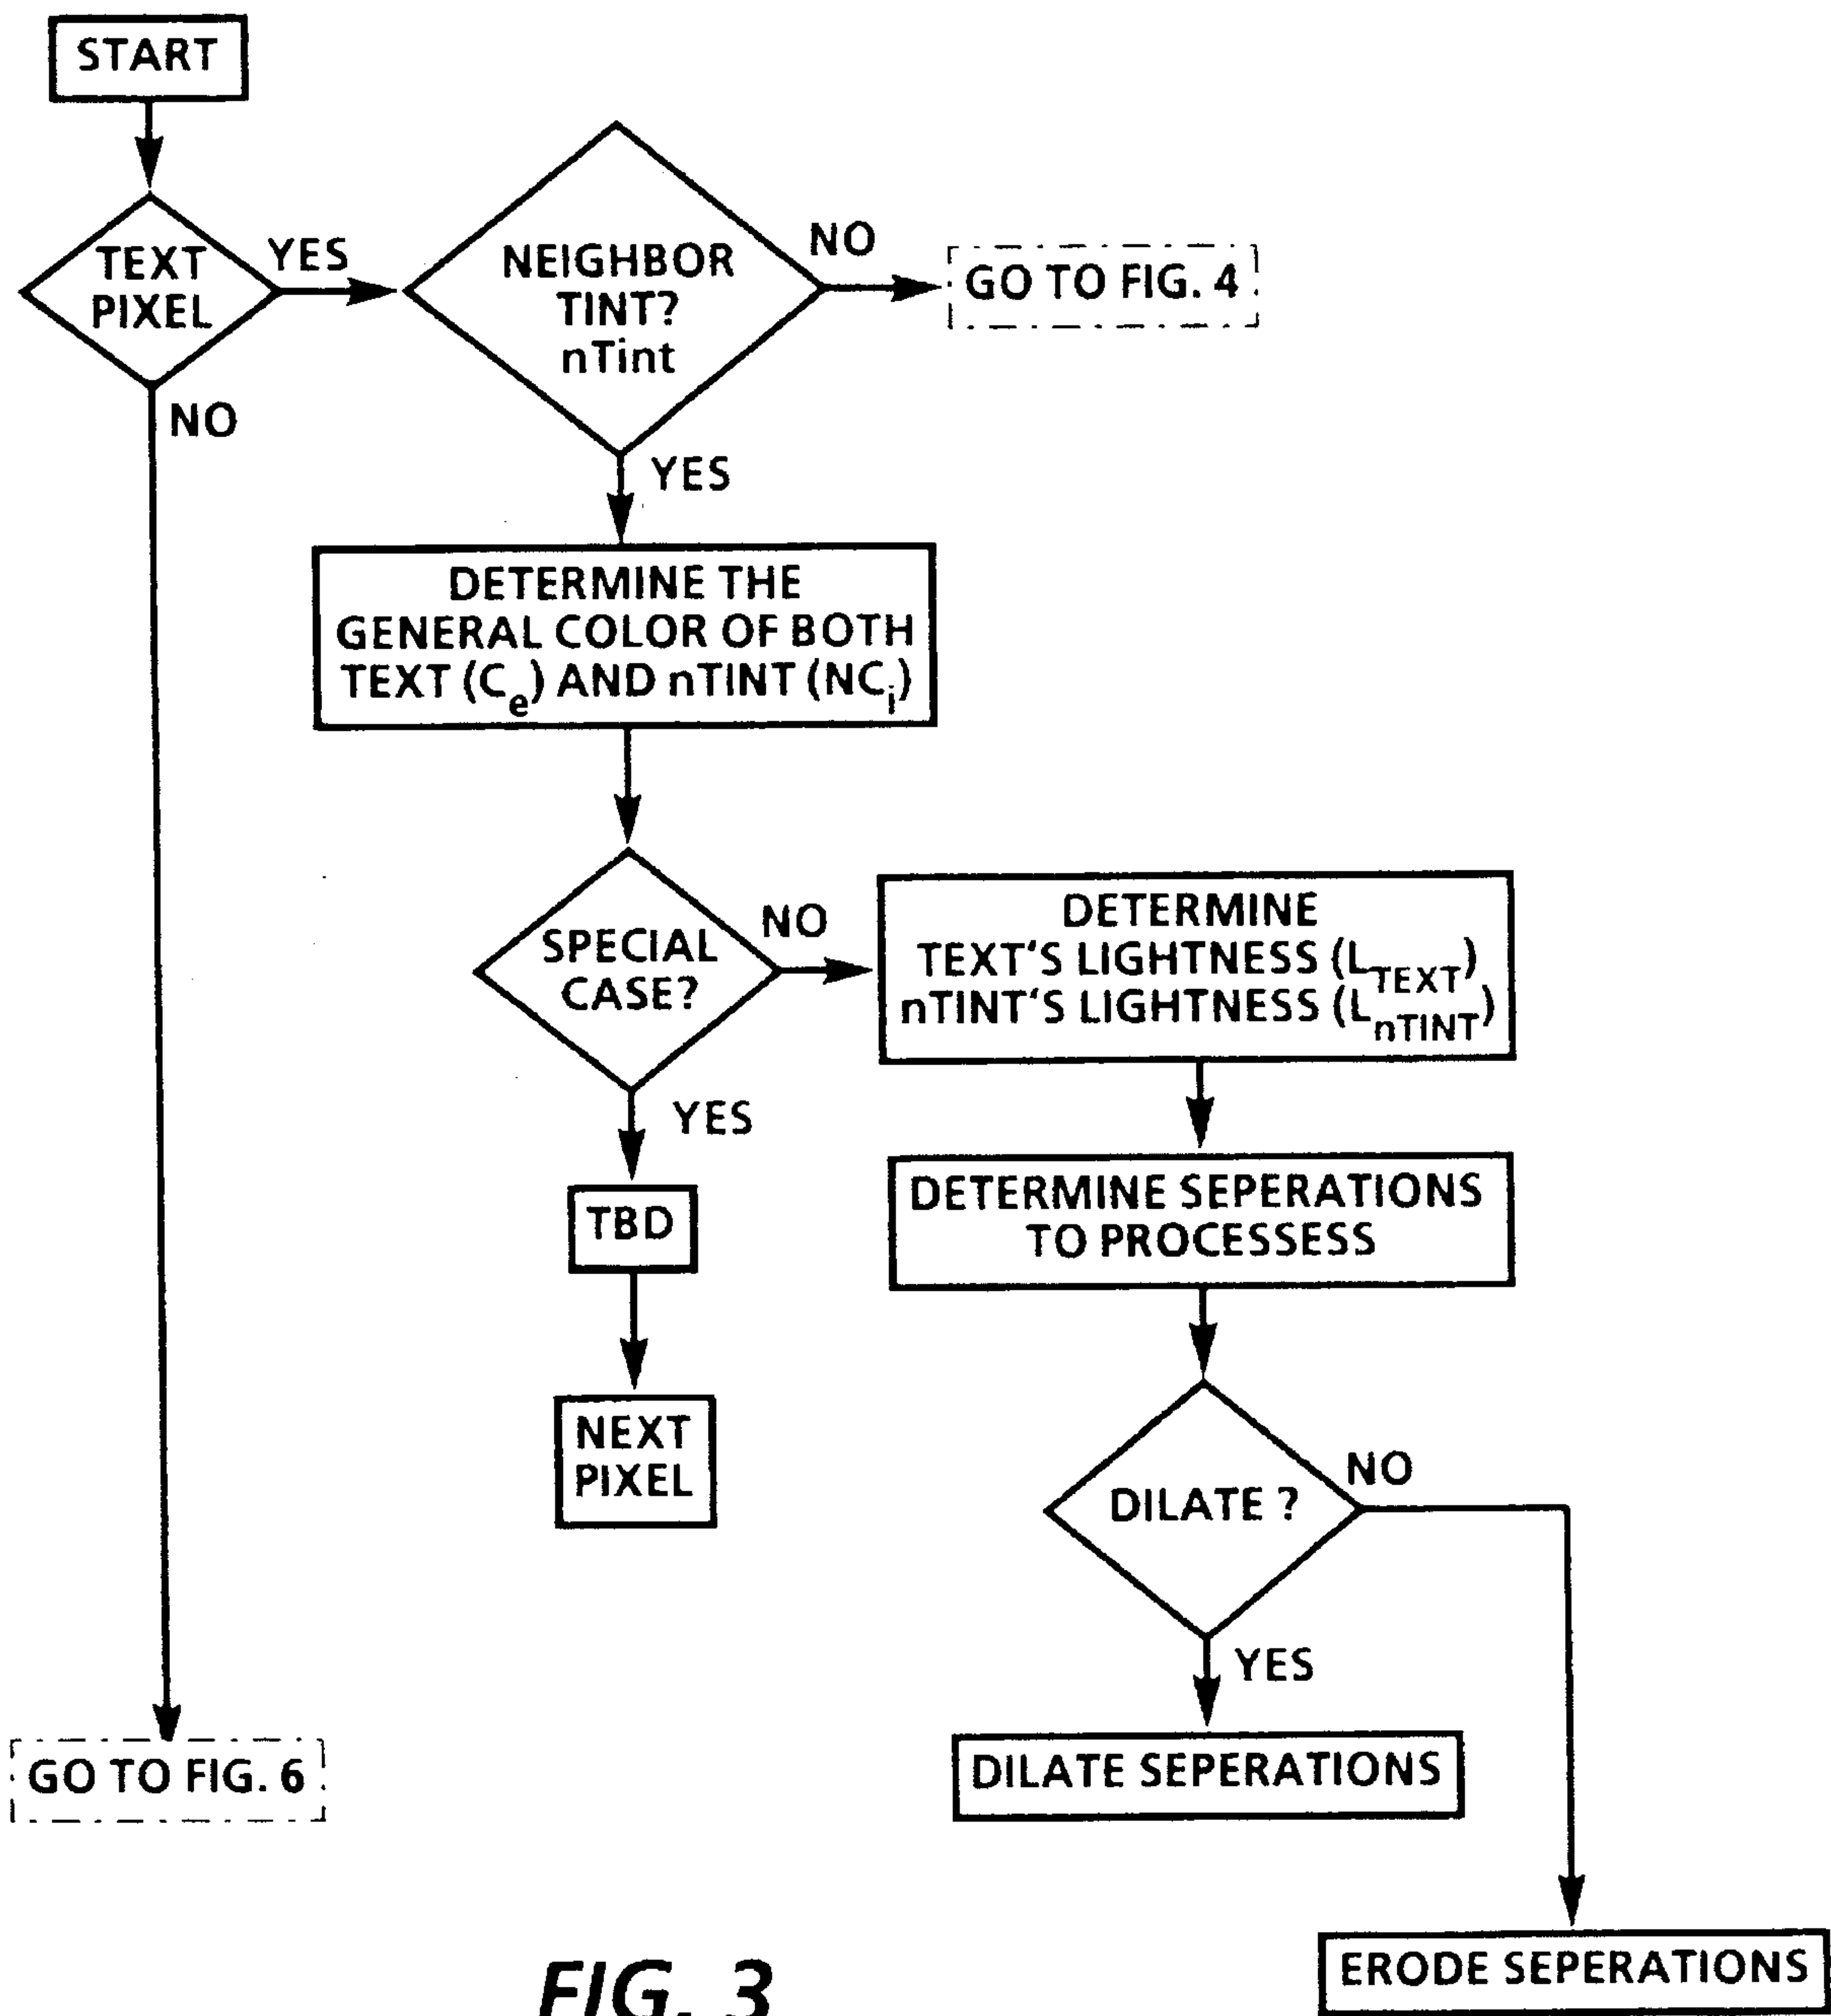 START
TEXT
PIXEL
YES
NO
NEIGHBOR
TINT?
nTint
NO
GO TO FIG. 4
YES
DETERMINE THE
GENERAL COLOR OF BOTH
TEXT (Ce) AND nTINT (NCi)
SPECIAL
CASE?
NO
DETERMINE
TEXT'S LIGHTNESS (LTEXT)
nTINT'S LIGHTNESS (LnTINT)
YES
TBD
NEXT
PIXEL
DETERMINE SEPERATIONS
TO PROCESSESS
DILATE ?
NO
YES
DILATE SEPERATIONS
GO TO FIG. 6
ERODE SEPERATIONS
FIG. 3